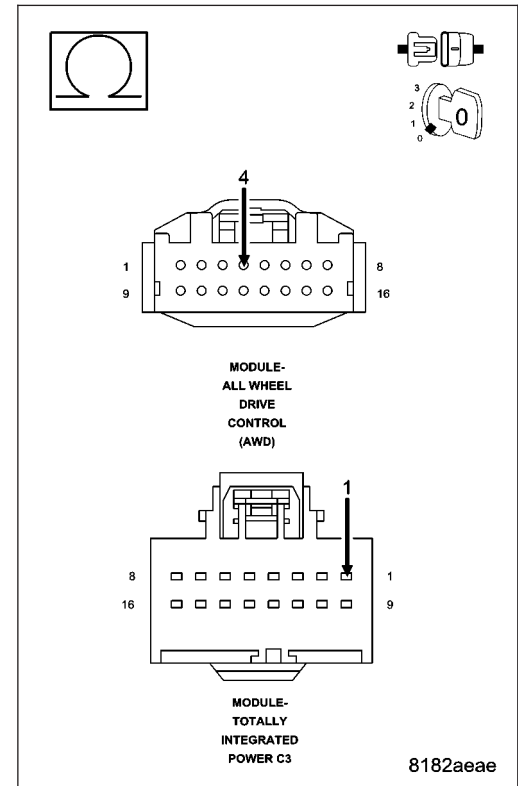 3
2
1
0
4
1 8
9 16
MODULE-
ALL WHEEL
DRIVE
CONTROL
(AWD)
1
8 1
16 9
MODULE-
TOTALLY
INTEGRATED
POWER C3
8182aeae